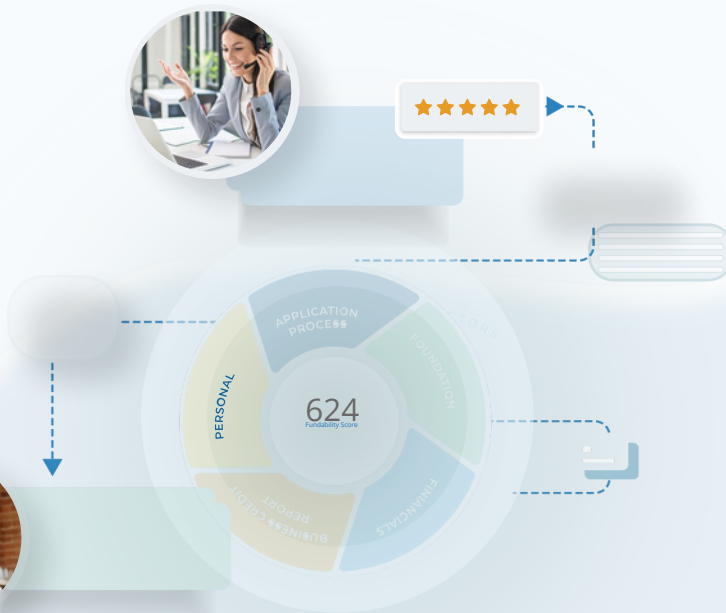 APPLICATION
PROCESS
FOUNDATION
PERSONAL
624
Fundability Score
FINANCIALS
BUSINESS CREDIT
REPORT